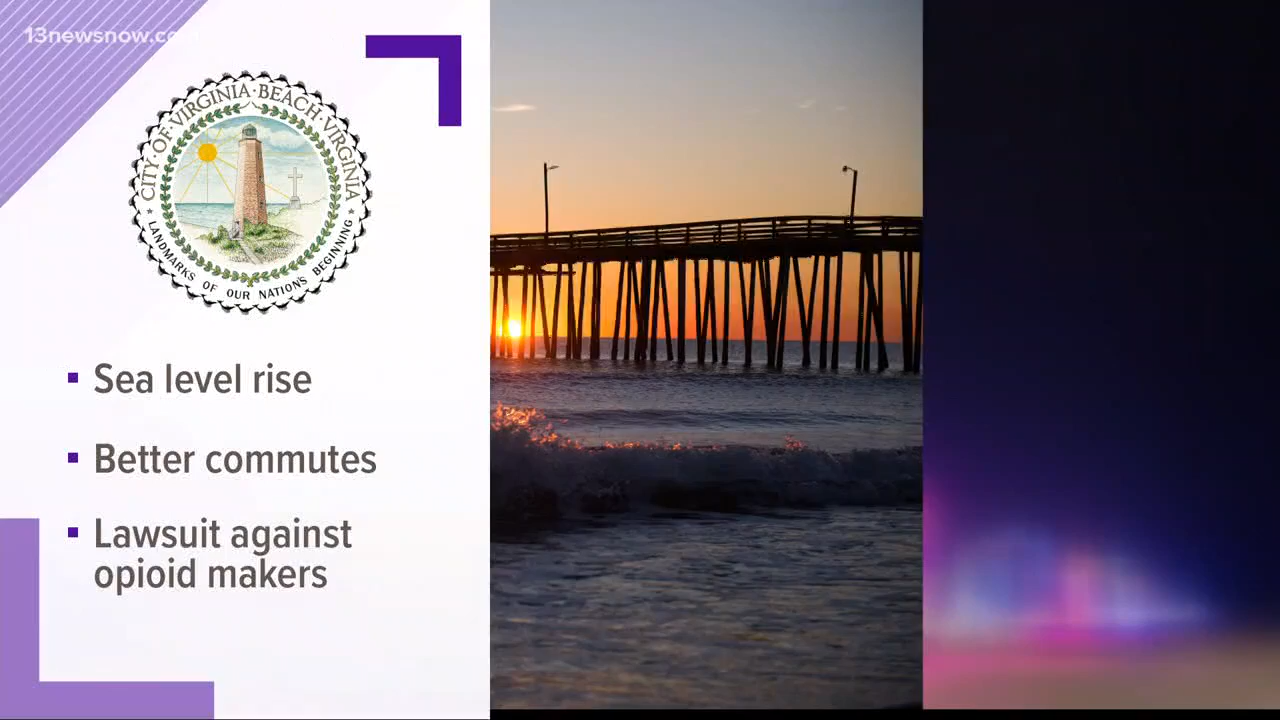 13newsnow.com
CITY·OF·VIRGINIA·BEACH·VIRGINIA
LANDMARKS OF OUR NATION'S BEGINNING
Sea level rise
Better commutes
Lawsuit against
opioid makers